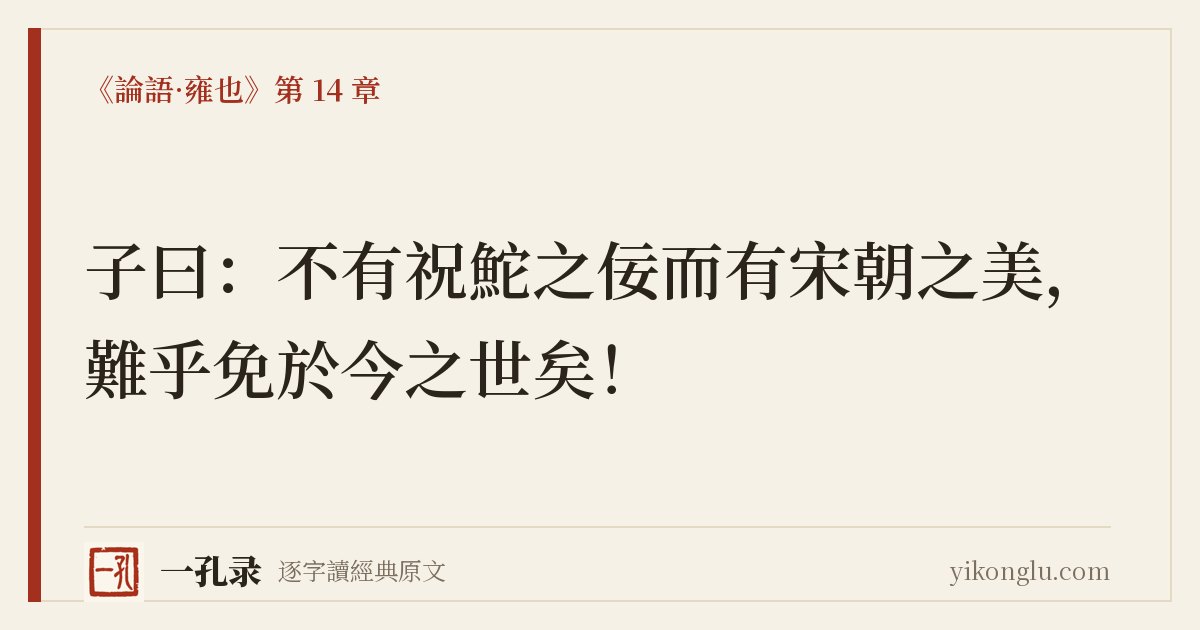 《論語·雍也》第 14 章
子曰：不有祝鮀之佞而有宋朝之美，
難乎免於今之世矣！
一孔
一孔录 逐字讀經典原文
yikonglu.com